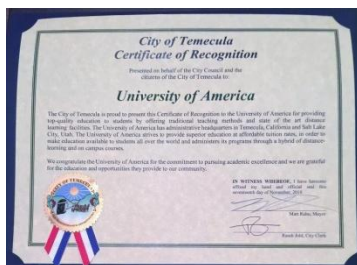 City of Temecula
Certificate of Recognition
Presented on behalf of the City Council and the
citizens of the City of Temecula to:
University of America
The City of Temecula is proud to present this Certificate of Recognition to the University of America for providing
top-quality education to students by offering traditional teaching methods and state of the art distance
learning facilities. The University of America has administrative headquarters in Temecula, California and Salt Lake
City, Utah. The University of America strives to provide superior education at affordable tuition rates, in order to
make education available to students all over the world and administers its programs through a hybrid of distance-
learning and on campus courses.
We congratulate the University of America for the commitment to pursuing academic excellence and we are grateful
for the education and opportunities they provide to our community.
IN WITNESS WHEREOF, I have hereunto
affixed my hand and official seal this
day of November, 2018
Matt Rahn, Mayor
City Clerk